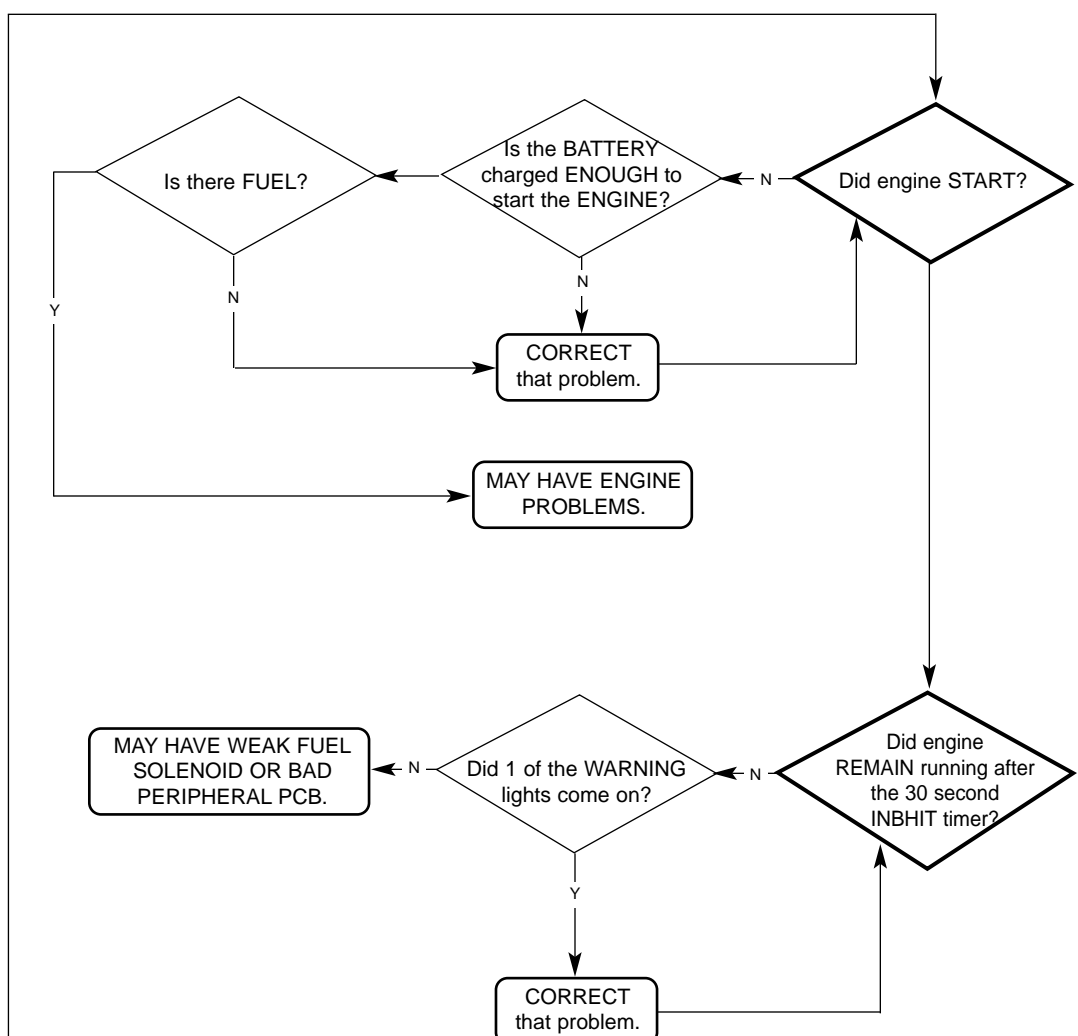 Is there FUEL?
Is the BATTERY
charged ENOUGH to
start the ENGINE?
N
Did engine START?
Y
N
N
CORRECT
that problem.
MAY HAVE ENGINE
PROBLEMS.
MAY HAVE WEAK FUEL
SOLENOID OR BAD
PERIPHERAL PCB.
N
Did 1 of the WARNING
lights come on?
N
Did engine
REMAIN running after
the 30 second
INBHIT timer?
Y
CORRECT
that problem.